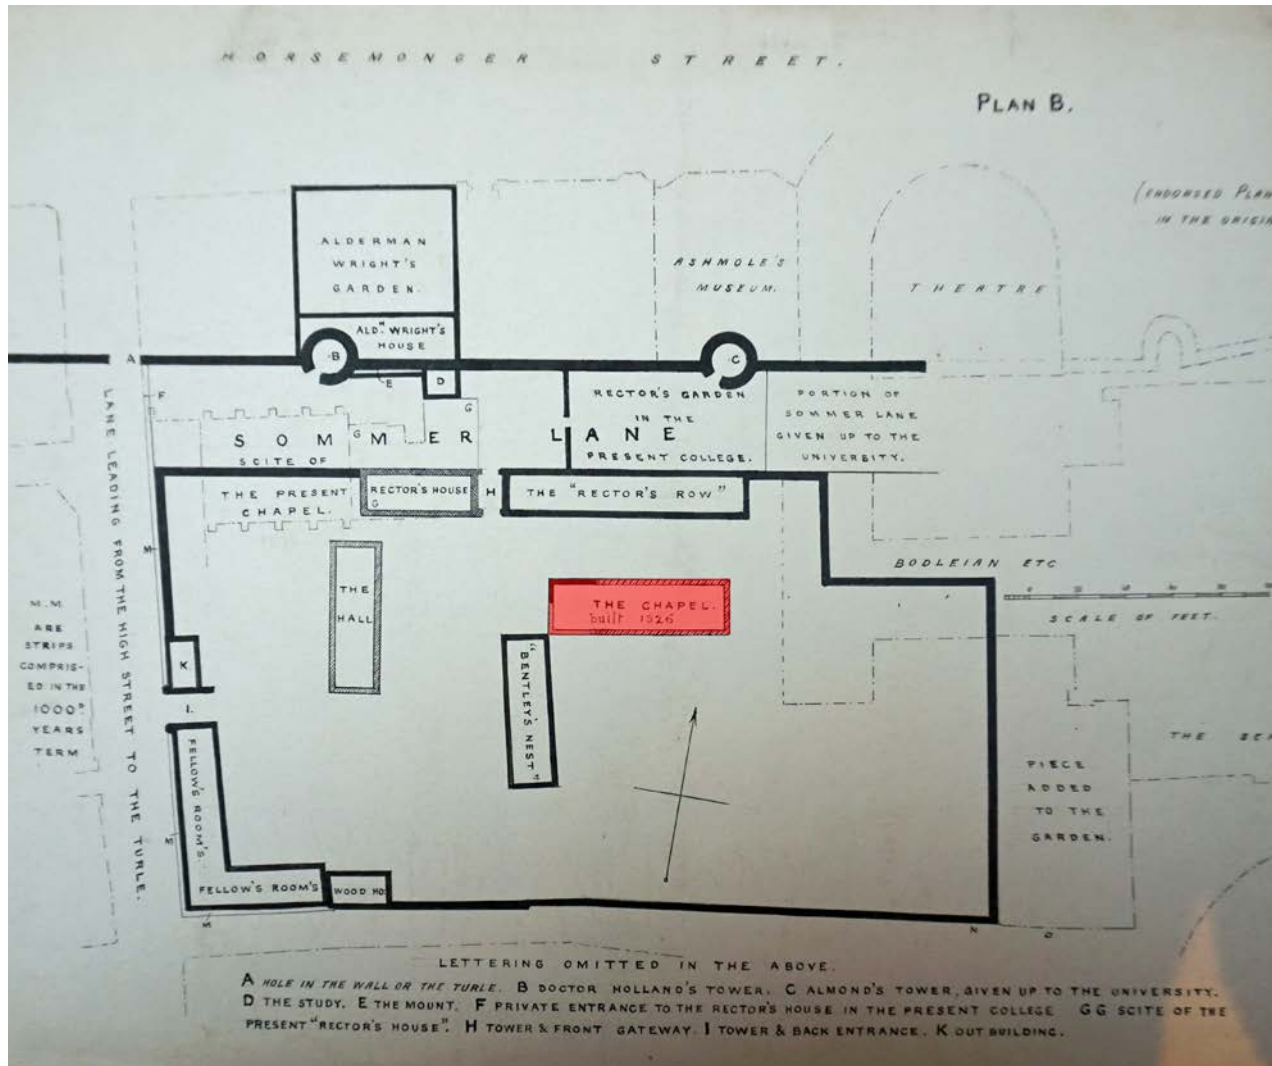 HORSEMONGER STREET.
PLAN B.
(ENDORSED PLAN
IN THE ORIGIN
ALDERMAN
WRIGHT'S
GARDEN.
ASHMOLE'S
MUSEUM.
THEATRE
ALD.N WRIGHT'S
HOUSE
A
B
C
E
D
F
G
RECTOR'S GARDEN
IN THE
PRESENT COLLEGE.
PORTION OF
SOMMER LANE
GIVEN UP TO THE
UNIVERBITY.
SOMMER LANE
G
SCITE OF
THE PRESENT
CHAPEL.
RECTOR'S HOUSE
G
H
THE "RECTOR'S ROW"
LANE LEADING FROM THE HIGH STREET TO THE TURLE.
M
BODLEIAN ETC
THE
HALL
THE CHAPEL.
built 1326
SCALE OF FEET.
M.M.
ARE
STRIPS
COMPRIS-
ED IN THE
1000D
YEARS
TERM
K
I.
"BENTLEY'S NEST"
FELLOW'S ROOM'S.
M
THE SCH
PIECE
ADDED
TO THE
GARDEN.
FELLOW'S ROOM'S
WOOD HO:
M
N
O
LETTERING OMITTED IN THE ABOVE.
A HOLE IN THE WALL OR THE TURLE. B DOCTOR HOLLAND'S TOWER. C ALMOND'S TOWER, GIVEN UP TO THE UNIVERSITY.
D THE STUDY. E THE MOUNT. F PRIVATE ENTRANCE TO THE RECTOR'S HOUSE IN THE PRESENT COLLEGE GG SCITE OF THE
PRESENT "RECTOR'S HOUSE". H TOWER & FRONT GATEWAY. I TOWER & BACK ENTRANCE. K OUT BUILDING.